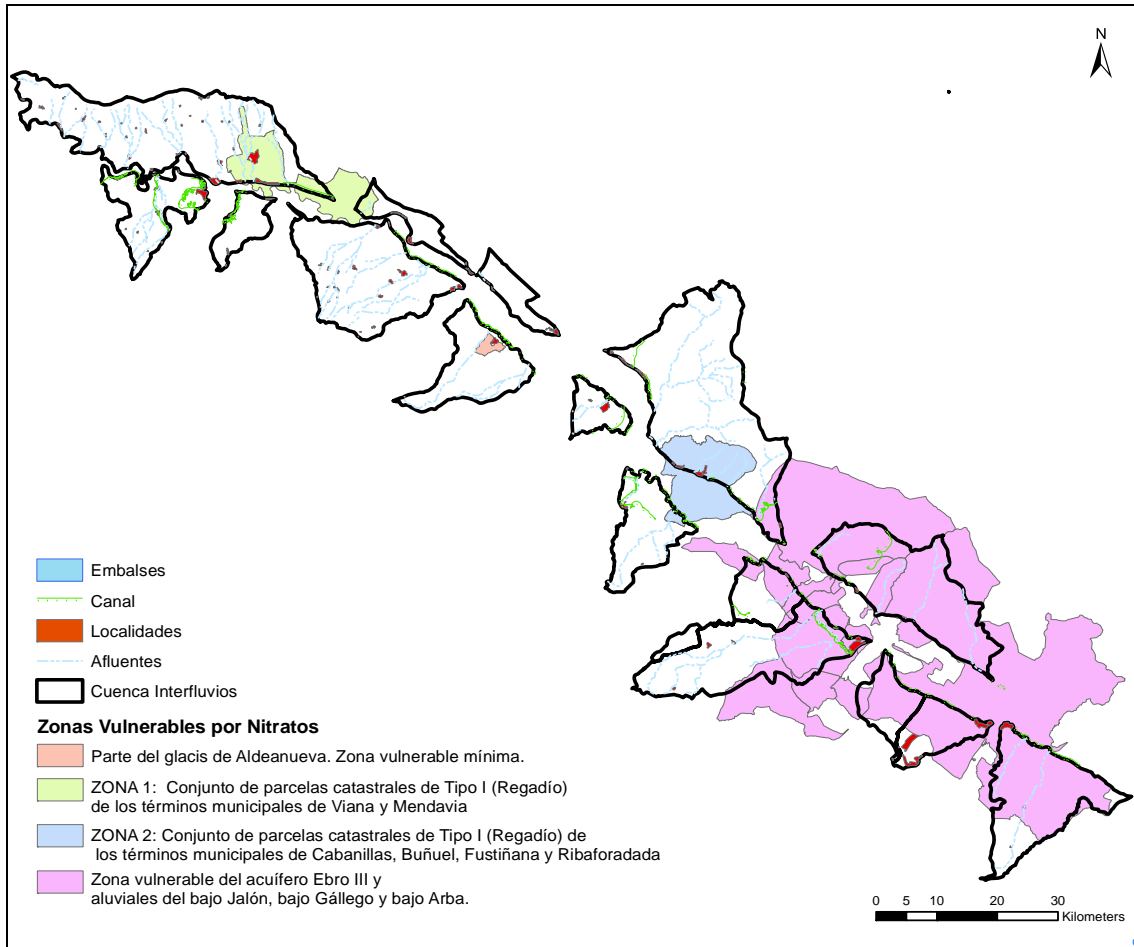 N
Embalses
Canal
Localidades
Afluentes
Cuenca Interfluvios
Zonas Vulnerables por Nitratos
Parte del glacis de Aldeanueva. Zona vulnerable mínima.
ZONA 1:  Conjunto de parcelas catastrales de Tipo I (Regadío)
de los términos municipales de Viana y Mendavia
ZONA 2: Conjunto de parcelas catastrales de Tipo I (Regadío) de
los términos municipales de Cabanillas, Buñuel, Fustiñana y Ribaforadada
Zona vulnerable del acuífero Ebro III y
aluviales del bajo Jalón, bajo Gállego y bajo Arba.
0 5 10 20 30
Kilometers